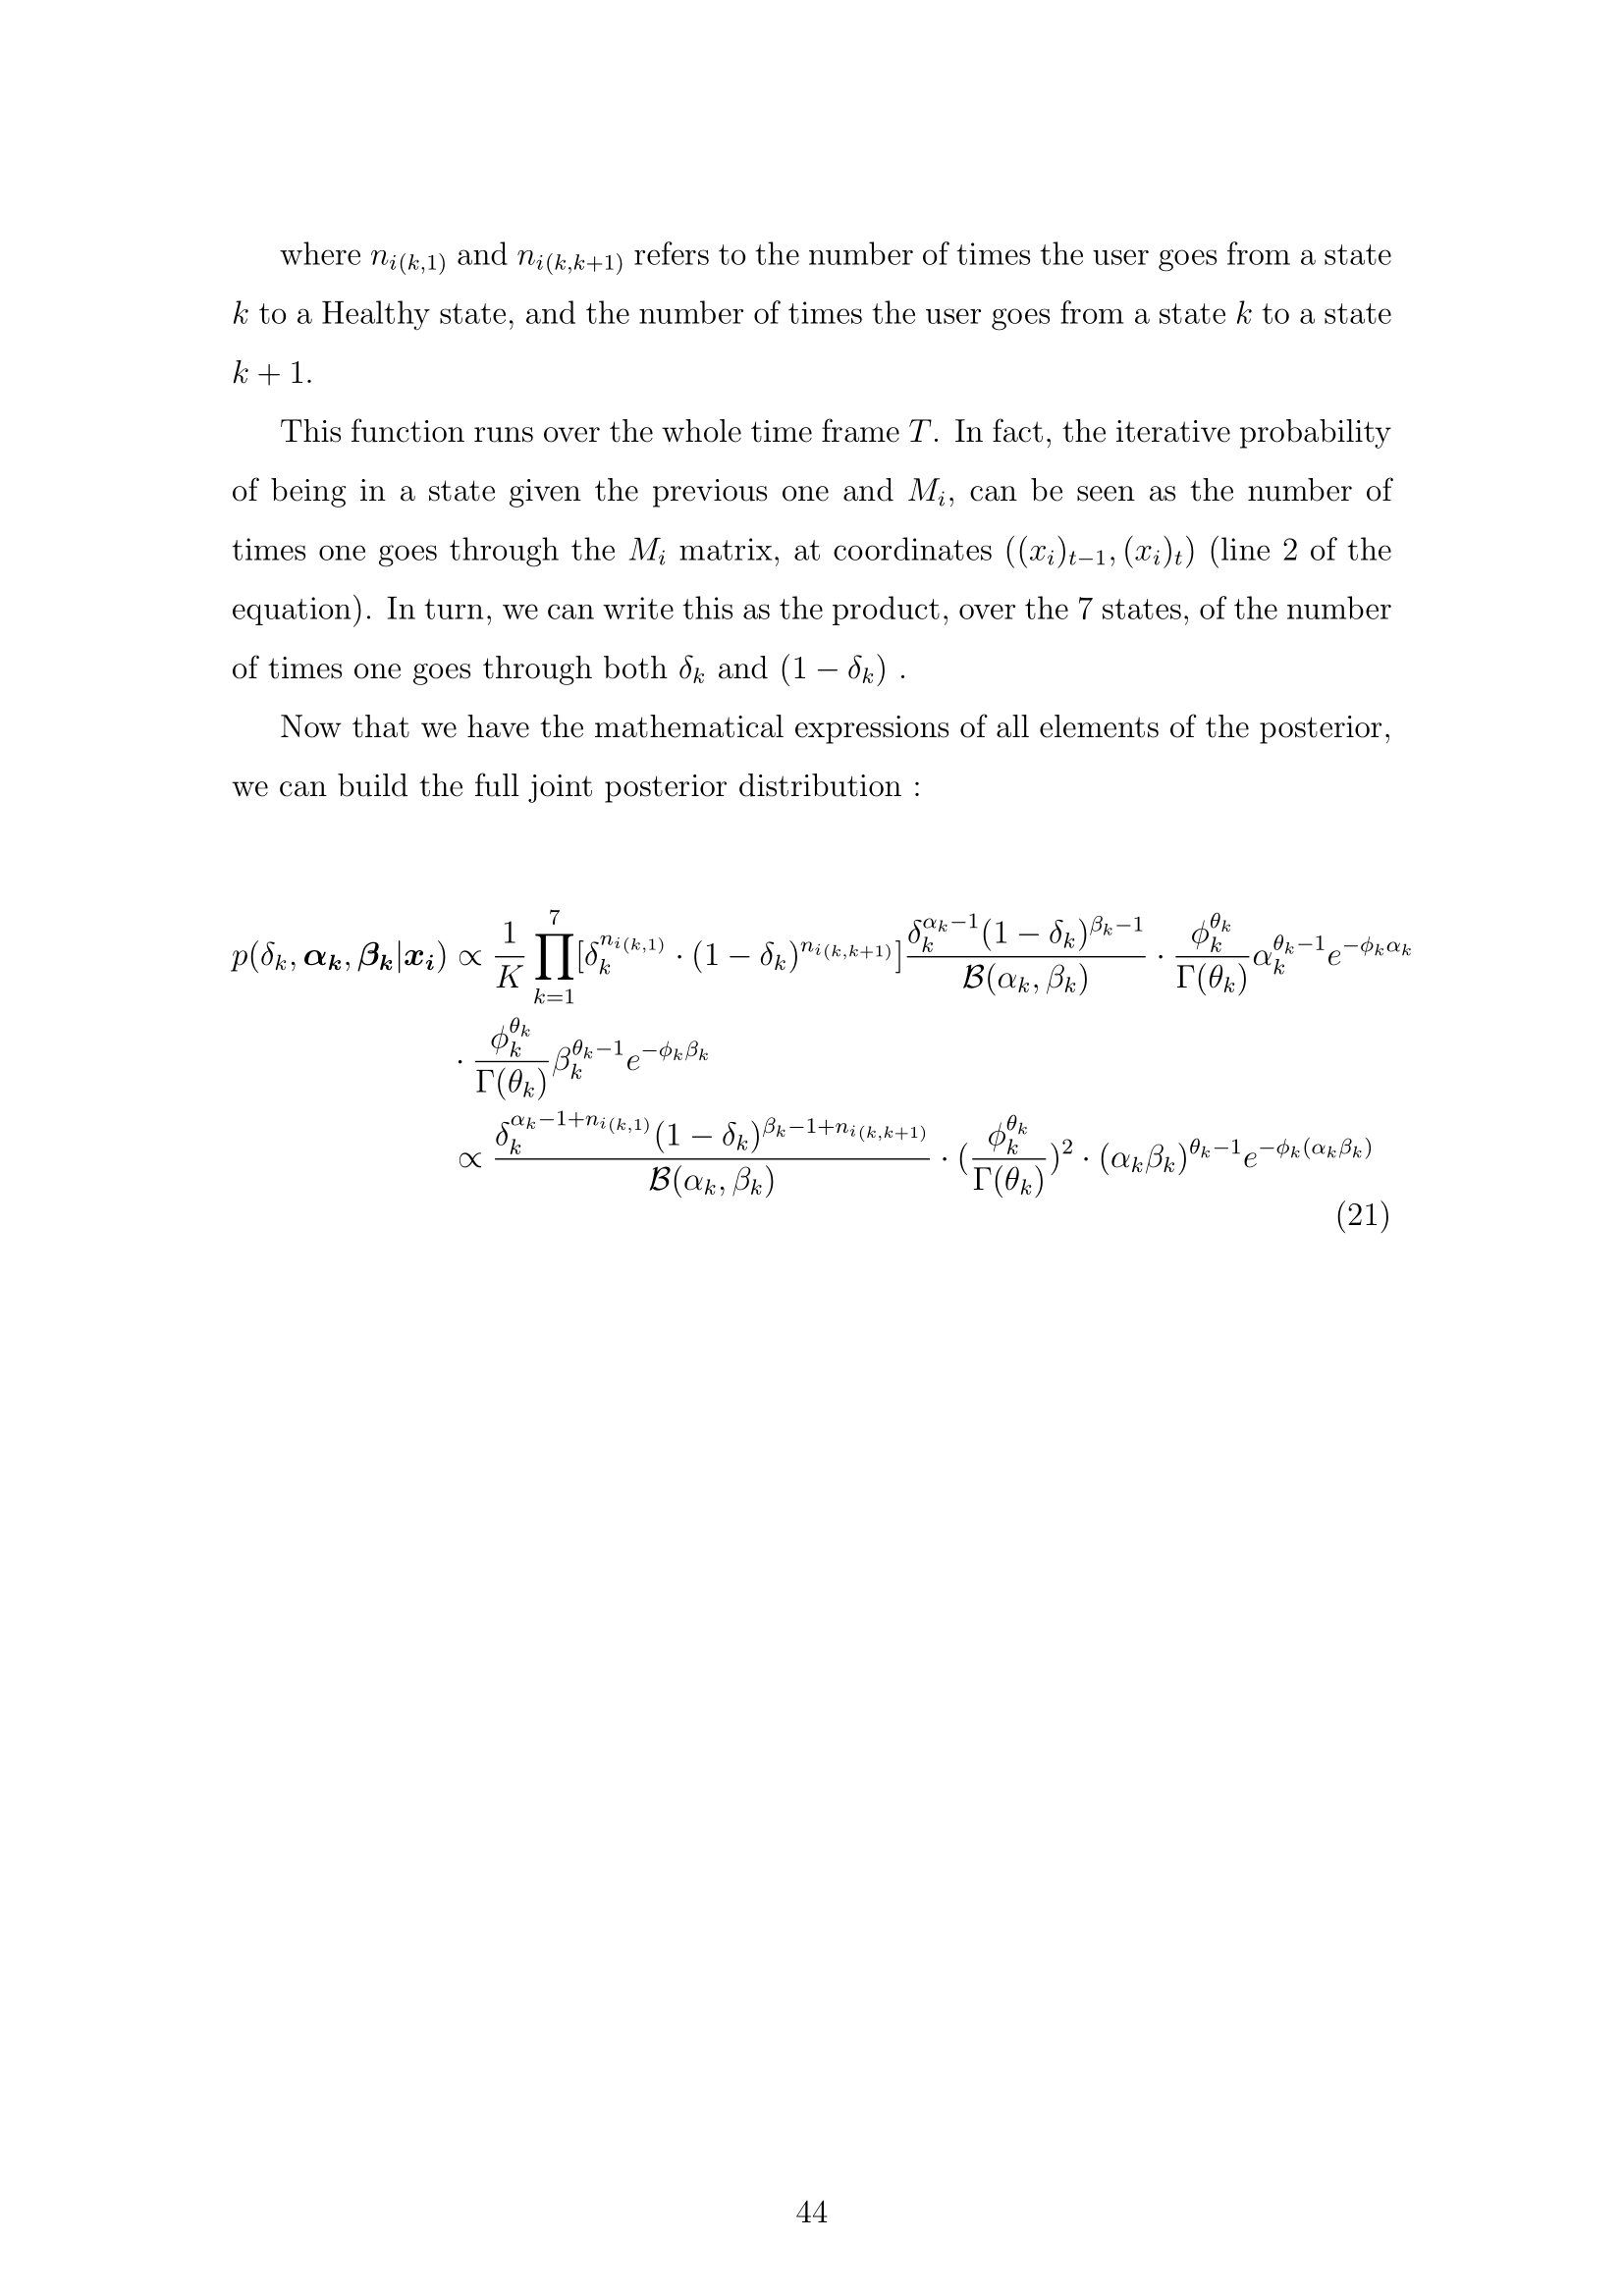 where $n_{i(k,1)}$ and $n_{i(k,k+1)}$ refers to the number of times the user goes from a state
$k$ to a Healthy state, and the number of times the user goes from a state $k$ to a state
$k + 1$.
This function runs over the whole time frame $T$. In fact, the iterative probability
of being in a state given the previous one and $M_i$, can be seen as the number of
times one goes through the $M_i$ matrix, at coordinates $((x_i)_{t-1}, (x_i)_t)$ (line 2 of the
equation). In turn, we can write this as the product, over the 7 states, of the number
of times one goes through both $\delta_k$ and $(1 - \delta_k)$ .
Now that we have the mathematical expressions of all elements of the posterior,
we can build the full joint posterior distribution :
$p(\delta_k, \boldsymbol{\alpha_k}, \boldsymbol{\beta_k} | \boldsymbol{x_i}) \propto \frac{1}{K} \prod_{k=1}^{7} [\delta_k^{n_{i(k,1)}} \cdot (1 - \delta_k)^{n_{i(k,k+1)}}] \frac{\delta_k^{\alpha_k - 1} (1 - \delta_k)^{\beta_k - 1}}{\mathcal{B}(\alpha_k, \beta_k)} \cdot \frac{\phi_k^{\theta_k}}{\Gamma(\theta_k)} \alpha_k^{\theta_k - 1} e^{-\phi_k \alpha_k}$
$\cdot \frac{\phi_k^{\theta_k}}{\Gamma(\theta_k)} \beta_k^{\theta_k - 1} e^{-\phi_k \beta_k}$
$\propto \frac{\delta_k^{\alpha_k - 1 + n_{i(k,1)}} (1 - \delta_k)^{\beta_k - 1 + n_{i(k,k+1)}}}{\mathcal{B}(\alpha_k, \beta_k)} \cdot (\frac{\phi_k^{\theta_k}}{\Gamma(\theta_k)})^2 \cdot (\alpha_k \beta_k)^{\theta_k - 1} e^{-\phi_k (\alpha_k \beta_k)}$
(21)
44